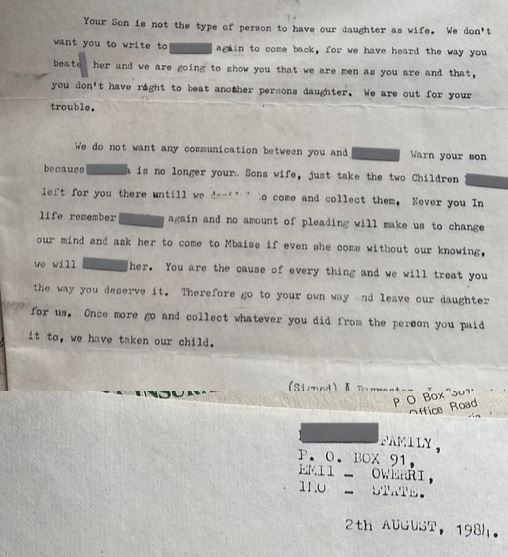 Your Son is not the type of person to have our daughter as wife. We don't
want you to write to again to come back, for we have heard the way you
beate her and we are going to show you that we are men as you are and that,
you don't have right to beat another persons daughter. We are out for your
trouble.
We do not want any communication between you and Warn your son
because is no longer your Sons wife, just take the two Children
left for you there untill we to come and collect them. Never you In
life remember again and no amount of pleading will make us to change
our mind and ask her to come to Mbaise if even she come without our knowing,
we will her. You are the cause of every thing and we will treat you
the way you deserve it. Therefore go to your own way nd leave our daughter
for us. Once more go and collect whatever you did from the person you paid
it to, we have taken our child.
(Signed)
P O Box
Office Road
FAMILY,
P. O. BOX 91,
EMII - OWERRI,
IMO - STATE.
2th AUGUST, 1984.